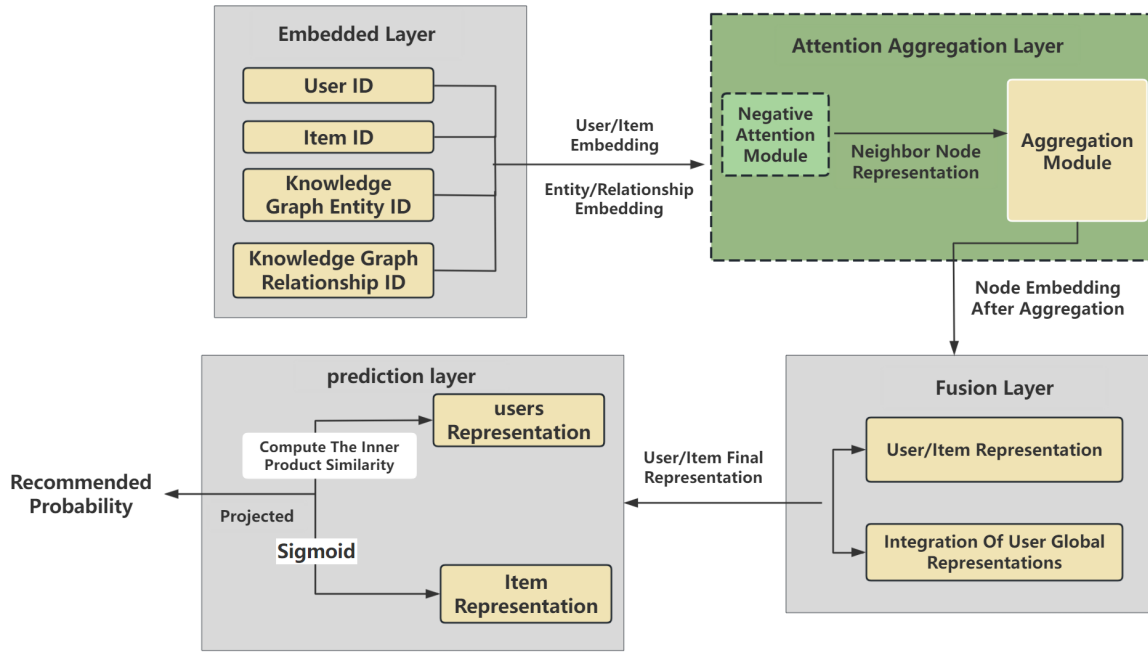 Embedded Layer
User ID
Item ID
Knowledge
Graph Entity ID
Knowledge Graph
Relationship ID
User/Item
Embedding
Entity/Relationship
Embedding
Attention Aggregation Layer
Negative
Attention
Module
Neighbor Node
Representation
Aggregation
Module
Node Embedding
After Aggregation
Fusion Layer
User/Item Representation
Integration Of User Global
Representations
User/Item Final
Representation
prediction layer
users
Representation
Compute The Inner
Product Similarity
Projected
Sigmoid
Item
Representation
Recommended
Probability